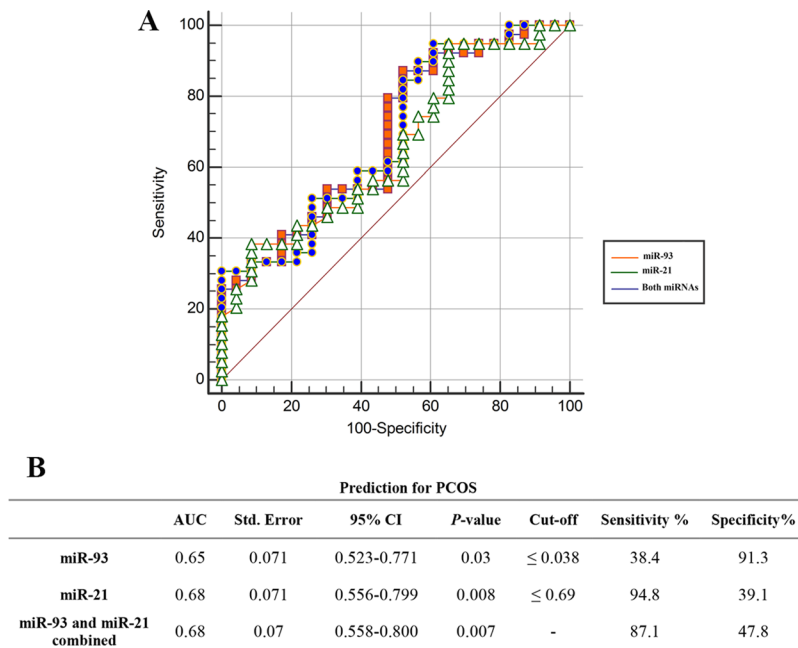 A
100
80
60
40
20
0
Sensitivity
0 20 40 60 80 100
100-Specificity
miR-93
miR-21
Both miRNAs
B
Prediction for PCOS
AUC Std. Error 95% CI P-value Cut-off Sensitivity % Specificity%
miR-93 0.65 0.071 0.523-0.771 0.03 ≤ 0.038 38.4 91.3
miR-21 0.68 0.071 0.556-0.799 0.008 ≤ 0.69 94.8 39.1
miR-93 and miR-21
combined 0.68 0.07 0.558-0.800 0.007 - 87.1 47.8